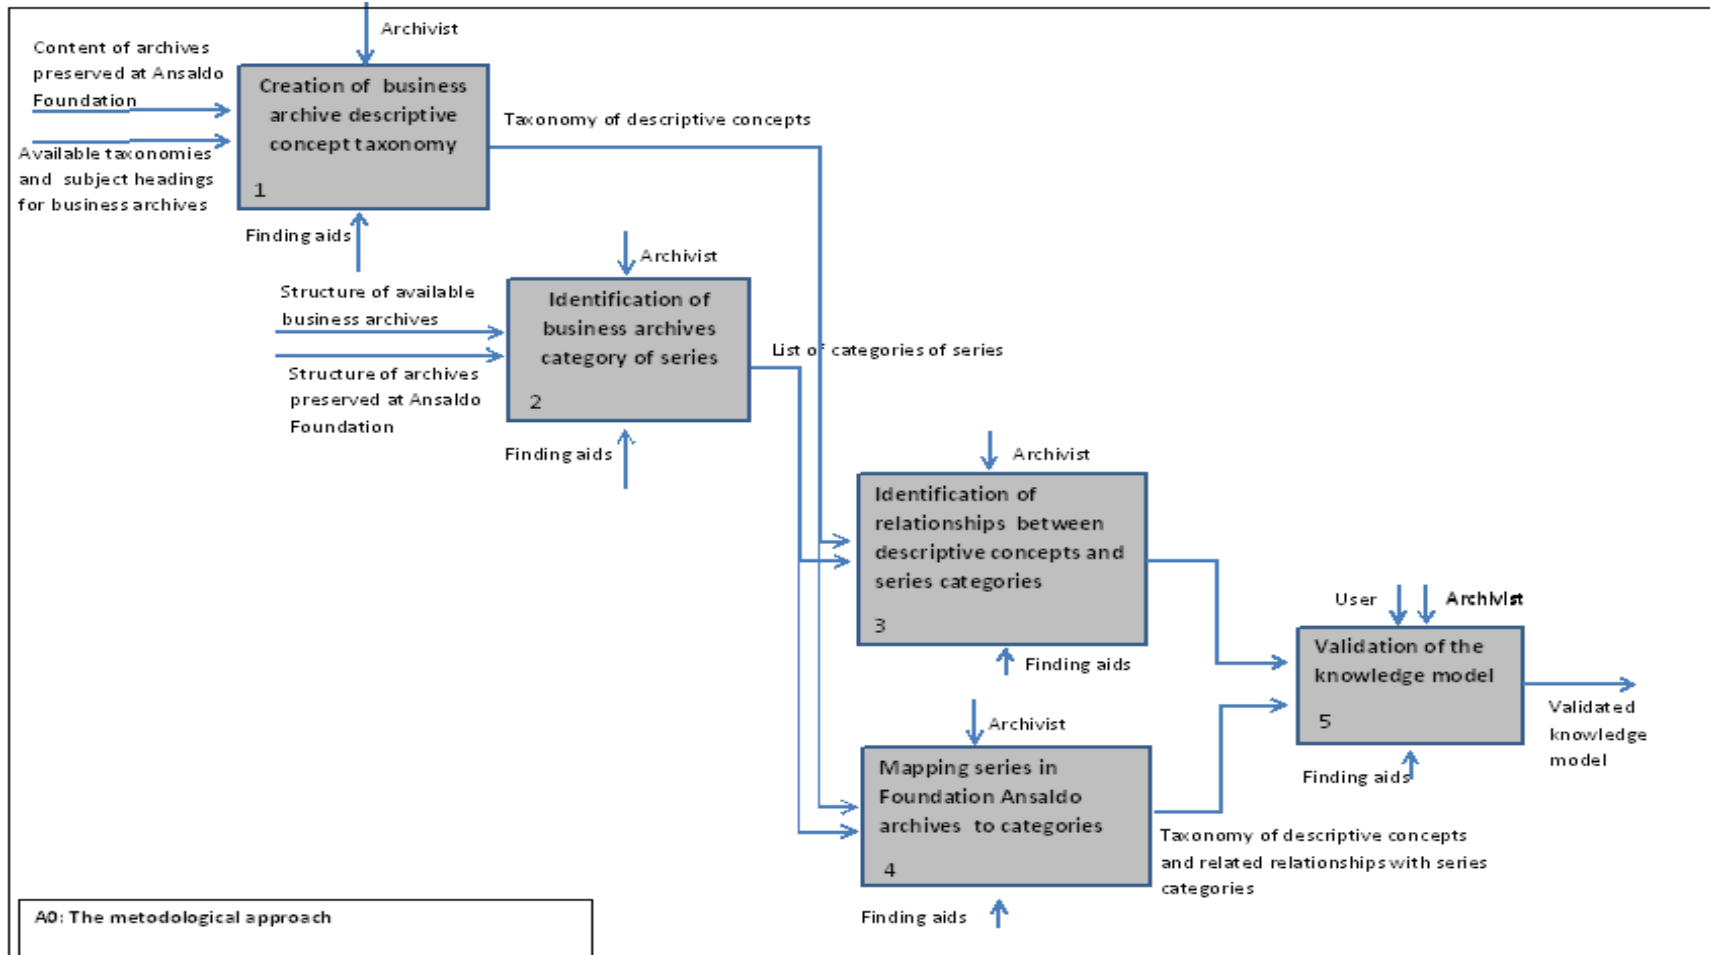 Archivist
Content of archives
preserved at Ansaldo
Foundation
Available taxonomies
and subject headings
for business archives
Creation of business
archive descriptive
concept taxonomy
1
Finding aids
Taxonomy of descriptive concepts
Archivist
Structure of available
business archives
Structure of archives
preserved at Ansaldo
Foundation
Identification of
business archives
category of series
2
Finding aids
List of categories of series
Archivist
Identification of
relationships between
descriptive concepts and
series categories
3
Finding aids
Archivist
Mapping series in
Foundation Ansaldo
archives to categories
4
Finding aids
Taxonomy of descriptive concepts
and related relationships with series
categories
User
Archivist
Validation of the
knowledge model
5
Finding aids
Validated
knowledge
model
A0: The metodological approach